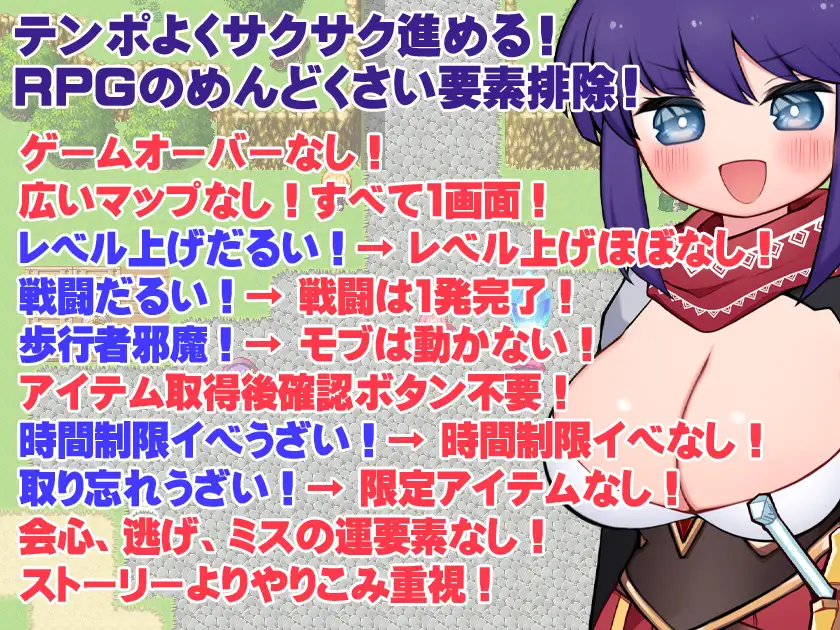 テンポよくサクサク進める！
RPGのめんどくさい要素排除！
ゲームオーバーなし！
広いマップなし！すべて1画面！
レベル上げだるい！→ レベル上げほぼなし！
戦闘だるい！→ 戦闘は1発完了！
歩行者邪魔！→ モブは動かない！
アイテム取得後確認ボタン不要！
時間制限イベうざい！→ 時間制限イベなし！
取り忘れうざい！→ 限定アイテムなし！
会心、逃げ、ミスの運要素なし！
ストーリーよりやりこみ重視！